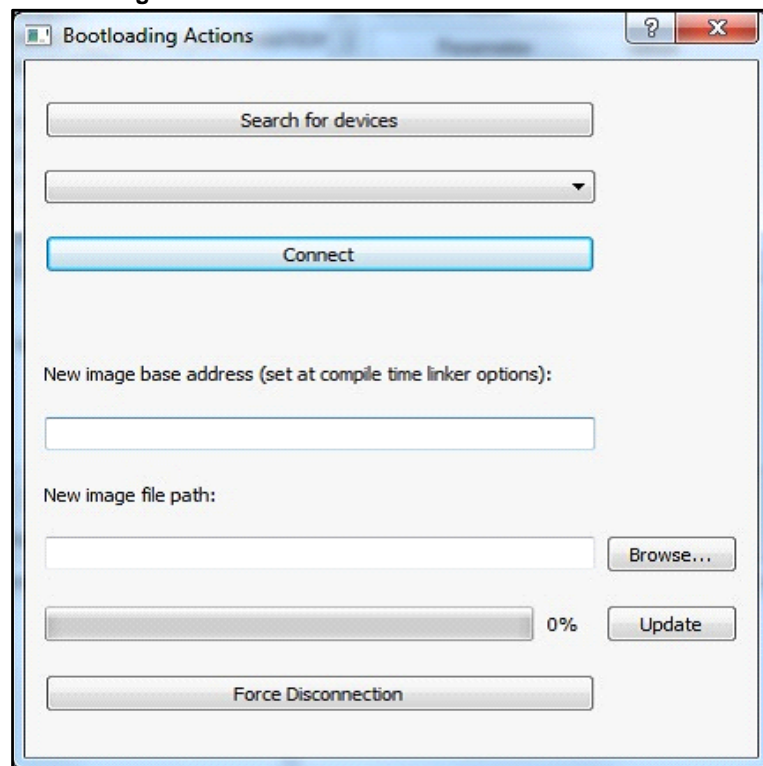 Bootloading Actions
Search for devices
Connect
New image base address (set at compile time linker options):
New image file path:
Browse...
0%
Update
Force Disconnection